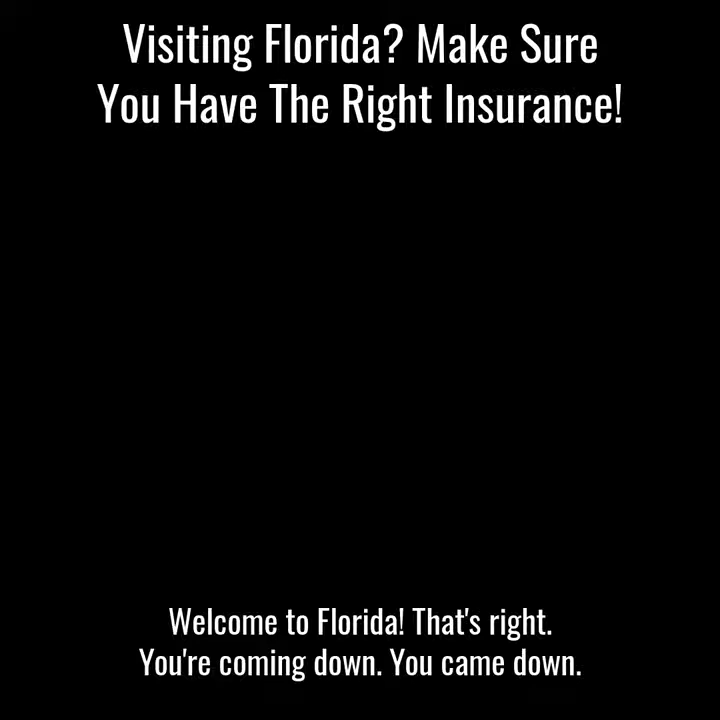 Visiting Florida? Make Sure
You Have The Right Insurance!
Welcome to Florida! That's right.
You're coming down. You came down.